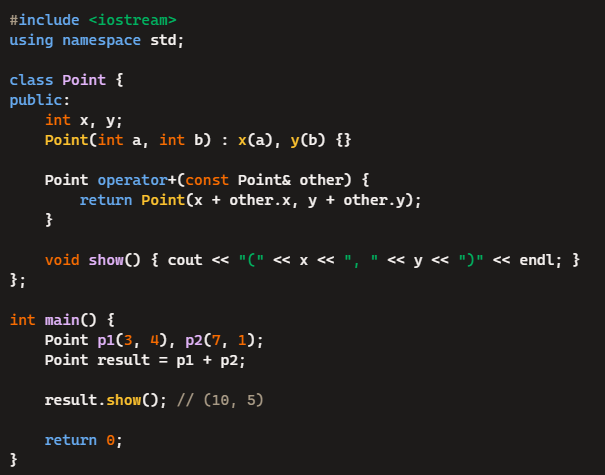 #include <iostream>
using namespace std;

class Point {
public:
    int x, y;
    Point(int a, int b) : x(a), y(b) {}

    Point operator+(const Point& other) {
        return Point(x + other.x, y + other.y);
    }

    void show() { cout << "(" << x << ", " << y << ")" << endl; }
};

int main() {
    Point p1(3, 4), p2(7, 1);
    Point result = p1 + p2;

    result.show(); // (10, 5)

    return 0;
}